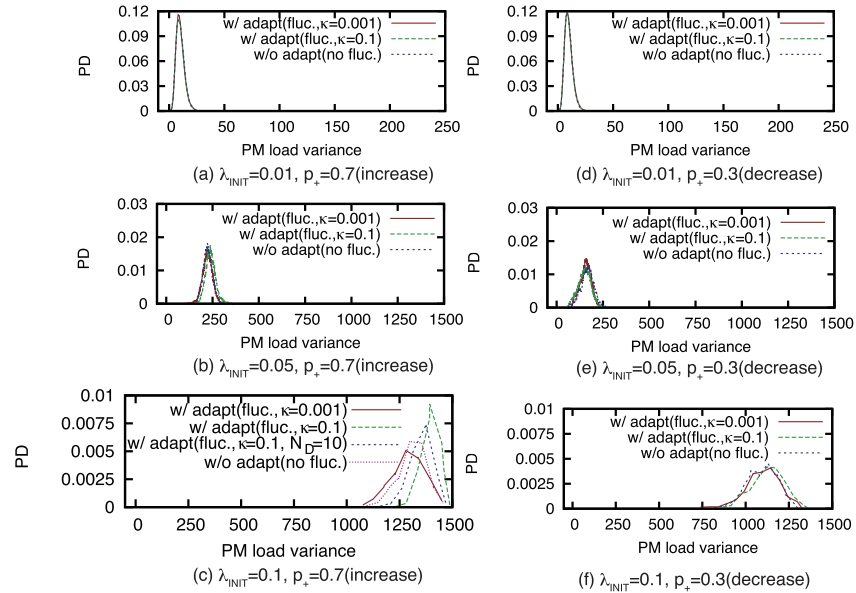 0.12
0.09
0.06
0.03
0
PD
w/ adapt(fluc.,κ=0.001)
w/ adapt(fluc.,κ=0.1)
w/o adapt(no fluc.)
0 50 100 150 200 250
PM load variance
(a) λINIT=0.01, p+=0.7(increase)
0.12
0.09
0.06
0.03
0
PD
w/ adapt(fluc.,κ=0.001)
w/ adapt(fluc.,κ=0.1)
w/o adapt(no fluc.)
0 50 100 150 200 250
PM load variance
(d) λINIT=0.01, p+=0.3(decrease)
0.03
0.02
0.01
0
PD
w/ adapt(fluc.,κ=0.001)
w/ adapt(fluc.,κ=0.1)
w/o adapt(no fluc.)
0 250 500 750 1000 1250 1500
PM load variance
(b) λINIT=0.05, p+=0.7(increase)
0.03
0.02
0.01
0
PD
w/ adapt(fluc.,κ=0.001)
w/ adapt(fluc.,κ=0.1)
w/o adapt(no fluc.)
0 250 500 750 1000 1250 1500
PM load variance
(e) λINIT=0.05, p+=0.3(decrease)
0.01
0.0075
0.005
0.0025
0
PD
w/ adapt(fluc., κ=0.001)
w/ adapt(fluc., κ=0.1)
w/ adapt(fluc., κ=0.1, ND=10)
w/o adapt(no fluc.)
0 250 500 750 1000 1250 1500
PM load variance
(c) λINIT=0.1, p+=0.7(increase)
0.01
0.0075
0.005
0.0025
0
PD
w/ adapt(fluc., κ=0.001)
w/ adapt(fluc., κ=0.1)
w/o adapt(no fluc.)
0 250 500 750 1000 1250 1500
PM load variance
(f) λINIT=0.1, p+=0.3(decrease)